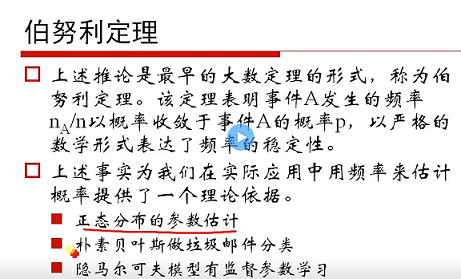 伯努利定理
上述推论是最早的大数定理的形式，称为伯
努利定理。该定理表明事件A发生的频率
nA/n以概率收敛于事件A的概率p，以严格的
数学形式表达了频率的稳定性。
上述事实为我们在实际应用中用频率来估计
概率提供了一个理论依据。
正态分布的参数估计
朴素贝叶斯做垃圾邮件分类
隐马尔可夫模型有监督参数学习